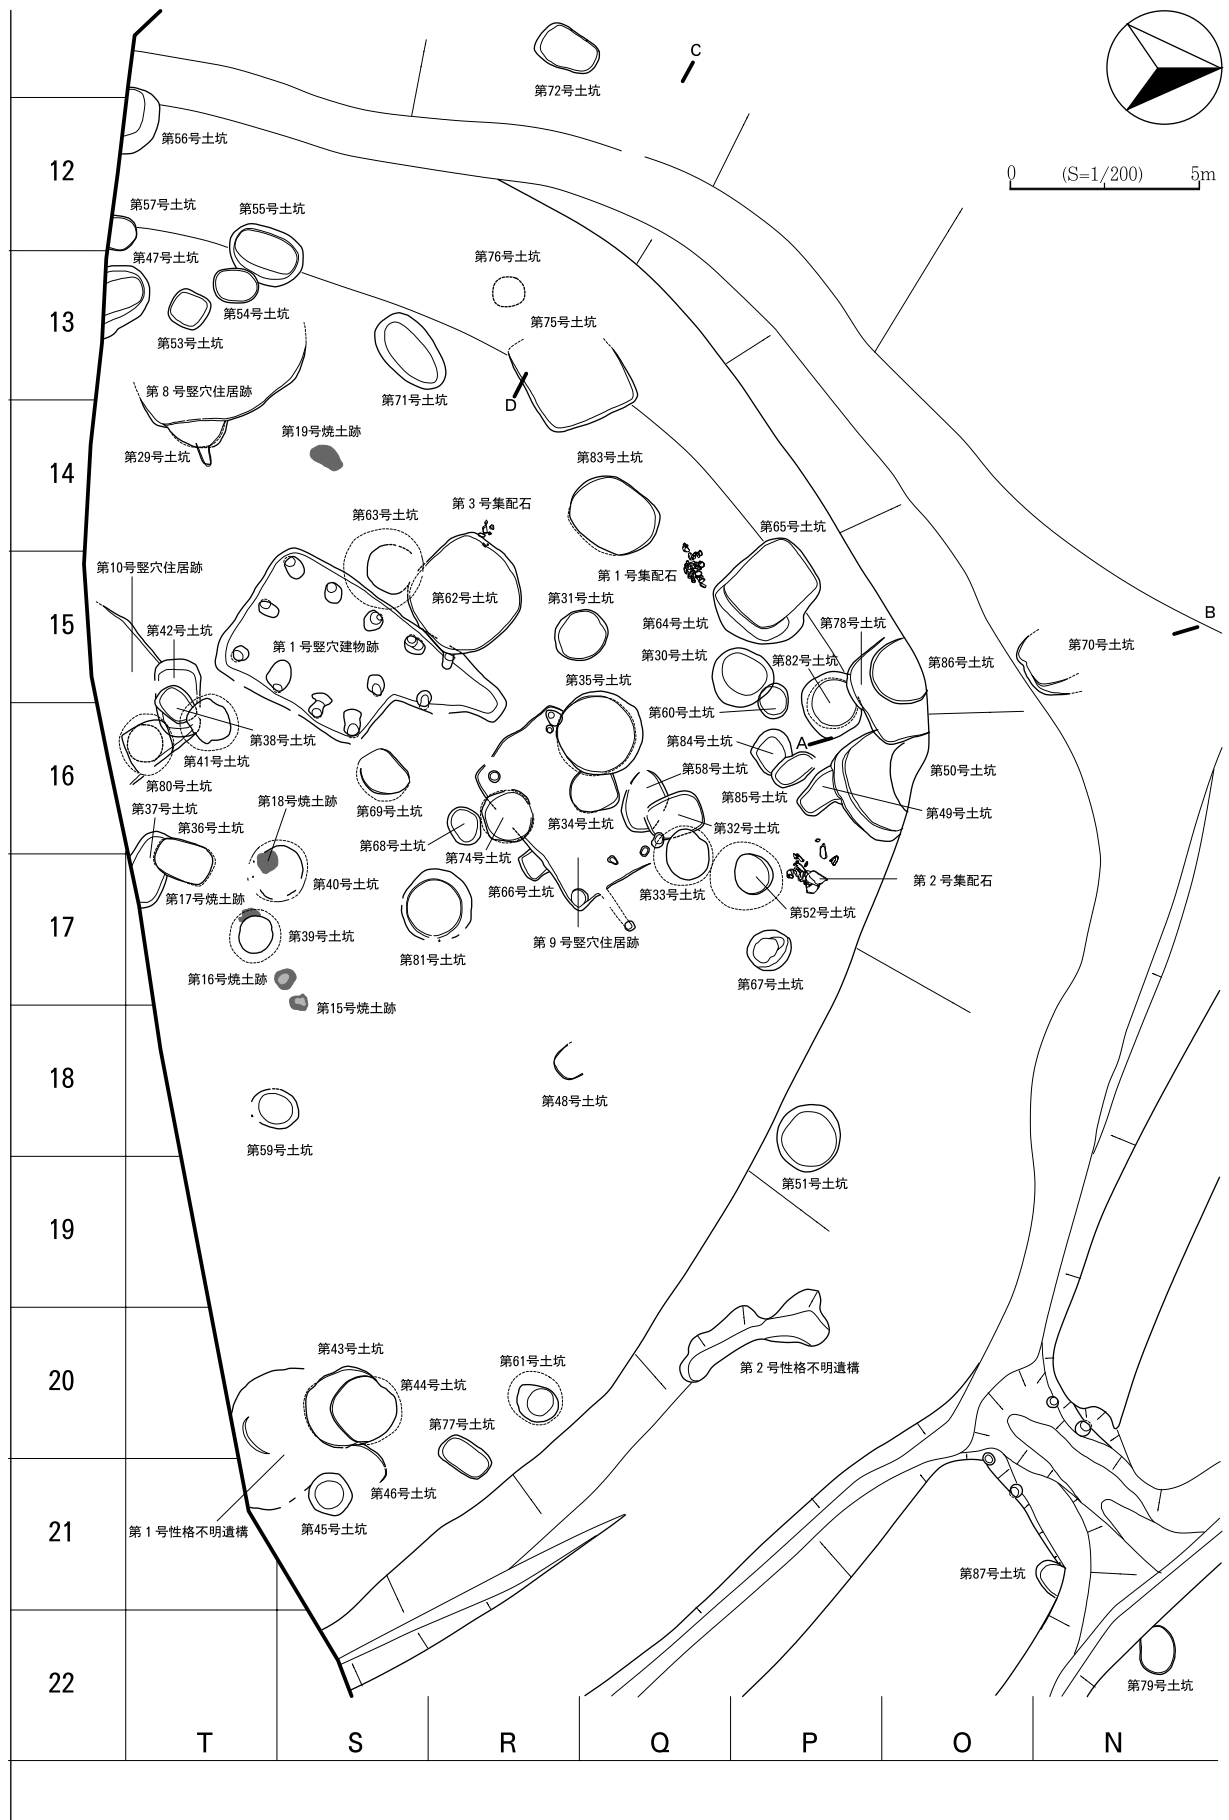 C
第72号土坑
第56号土坑
12
0 (S=1/200) 5m
第57号土坑
第55号土坑
第47号土坑
第76号土坑
第54号土坑
13
第75号土坑
第53号土坑
第8号竪穴住居跡
第71号土坑
D
第19号焼土跡
第29号土坑
第83号土坑
14
第3号集配石
第63号土坑
第65号土坑
第10号竪穴住居跡
第1号集配石
第62号土坑
第31号土坑
B
15
第42号土坑
第64号土坑
第78号土坑
第70号土坑
第1号竪穴建物跡
第30号土坑
第82号土坑
第86号土坑
第35号土坑
第60号土坑
第38号土坑
第84号土坑
A
第41号土坑
第58号土坑
第50号土坑
16
第80号土坑
第18号焼土跡
第69号土坑
第85号土坑
第37号土坑
第49号土坑
第36号土坑
第34号土坑
第32号土坑
第68号土坑
第74号土坑
第40号土坑
第66号土坑
第33号土坑
第2号集配石
第17号焼土跡
第52号土坑
17
第39号土坑
第9号竪穴住居跡
第81号土坑
第16号焼土跡
第67号土坑
第15号焼土跡
18
第48号土坑
第59号土坑
第51号土坑
19
第43号土坑
第61号土坑
第2号性格不明遺構
20
第44号土坑
第77号土坑
第46号土坑
第1号性格不明遺構
第45号土坑
21
第87号土坑
22
第79号土坑
T S R Q P O N